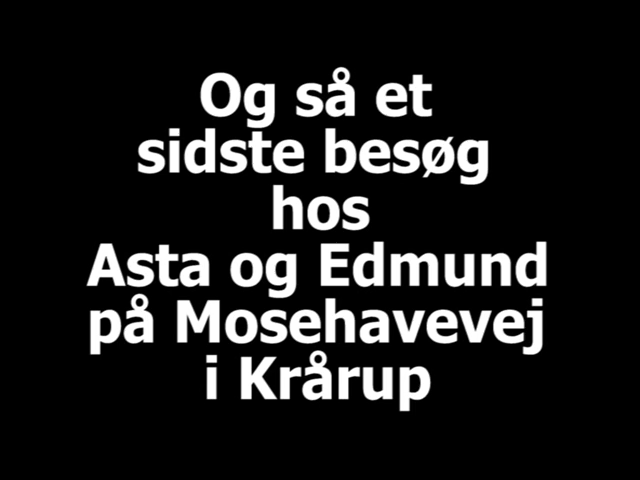 Og så et
sidste besøg
hos
Asta og Edmund
på Mosehavevej
i Krårup